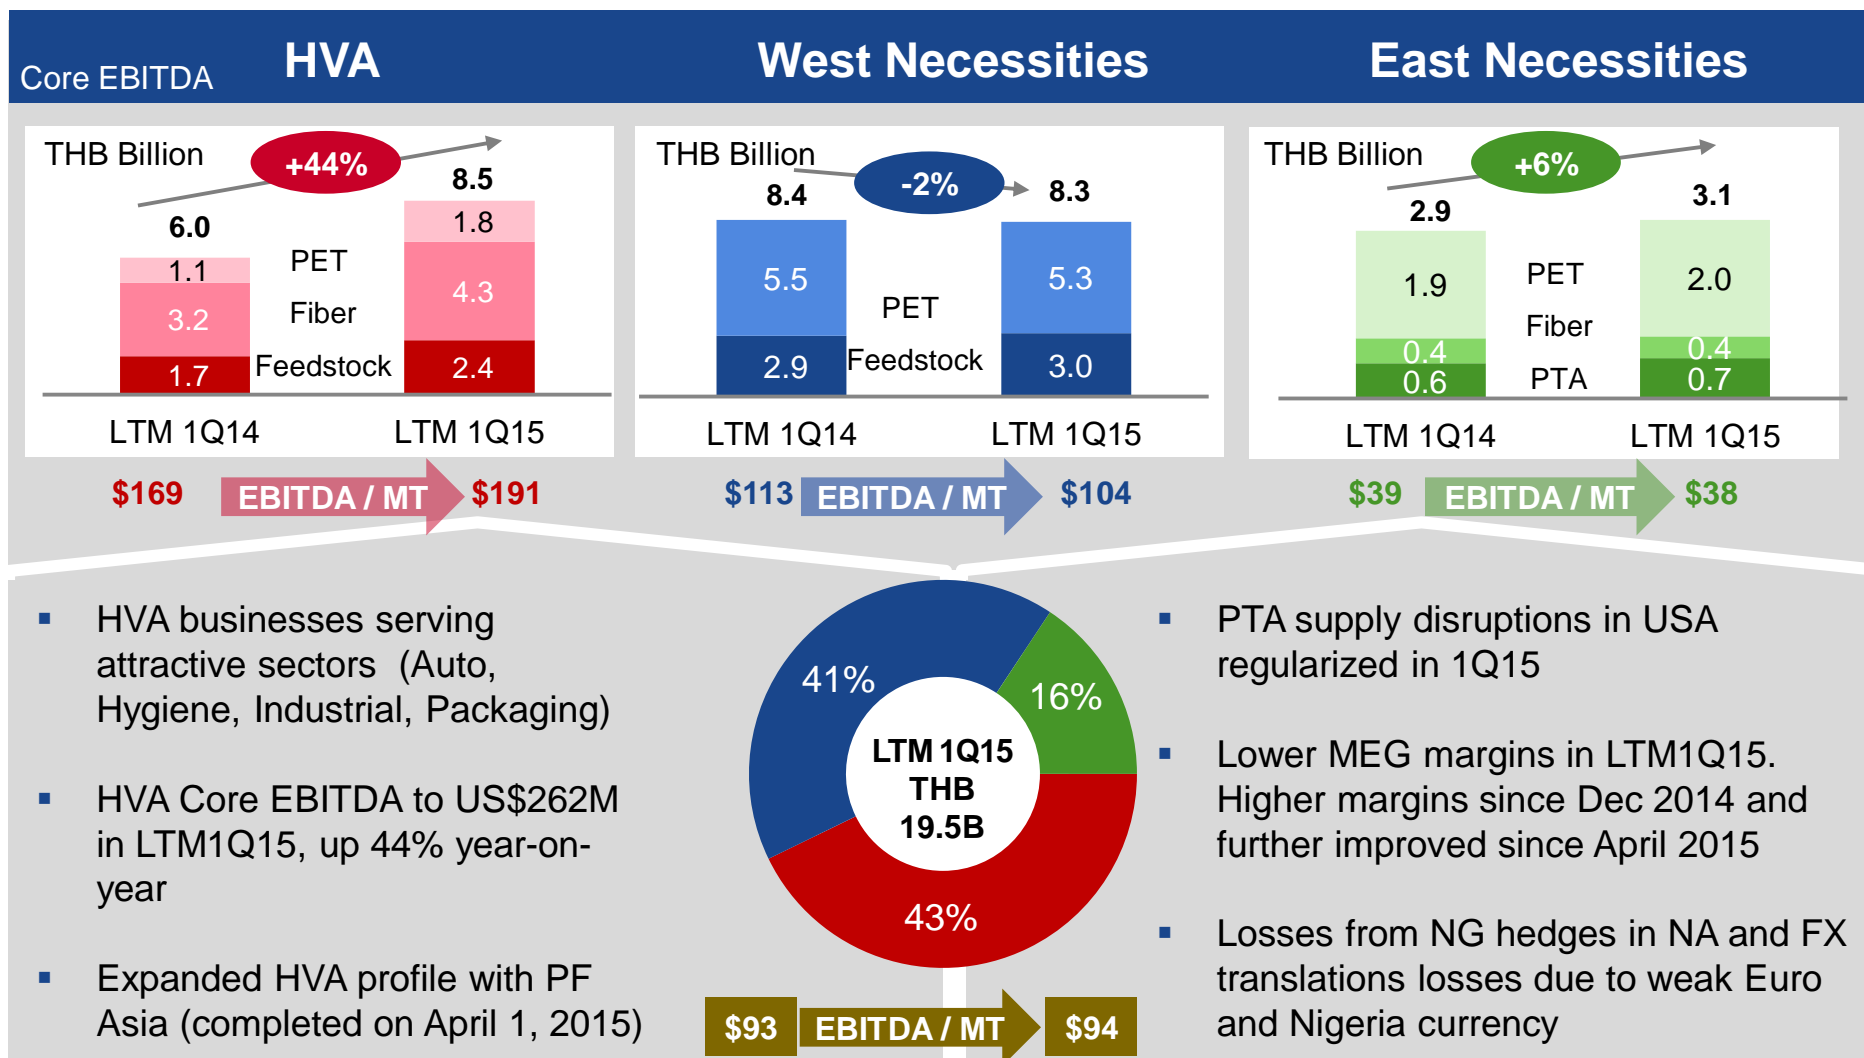 Core EBITDA
HVA
West Necessities
East Necessities
THB Billion
+44%
8.5
6.0
1.8
1.1
PET
4.3
3.2
Fiber
1.7
Feedstock
2.4
LTM 1Q14
LTM 1Q15
$169
EBITDA / MT
$191
THB Billion
-2%
8.4
8.3
5.5
5.3
PET
2.9
Feedstock
3.0
LTM 1Q14
LTM 1Q15
$113
EBITDA / MT
$104
THB Billion
+6%
2.9
3.1
1.9
PET
2.0
Fiber
0.4
0.4
0.6
PTA
0.7
LTM 1Q14
LTM 1Q15
$39
EBITDA / MT
$38
▪ HVA businesses serving
attractive sectors (Auto,
Hygiene, Industrial, Packaging)
▪ HVA Core EBITDA to US$262M
in LTM1Q15, up 44% year-on-
year
▪ Expanded HVA profile with PF
Asia (completed on April 1, 2015)
41%
16%
LTM 1Q15
THB
19.5B
43%
$93
EBITDA / MT
$94
▪ PTA supply disruptions in USA
regularized in 1Q15
▪ Lower MEG margins in LTM1Q15.
Higher margins since Dec 2014 and
further improved since April 2015
▪ Losses from NG hedges in NA and FX
translations losses due to weak Euro
and Nigeria currency